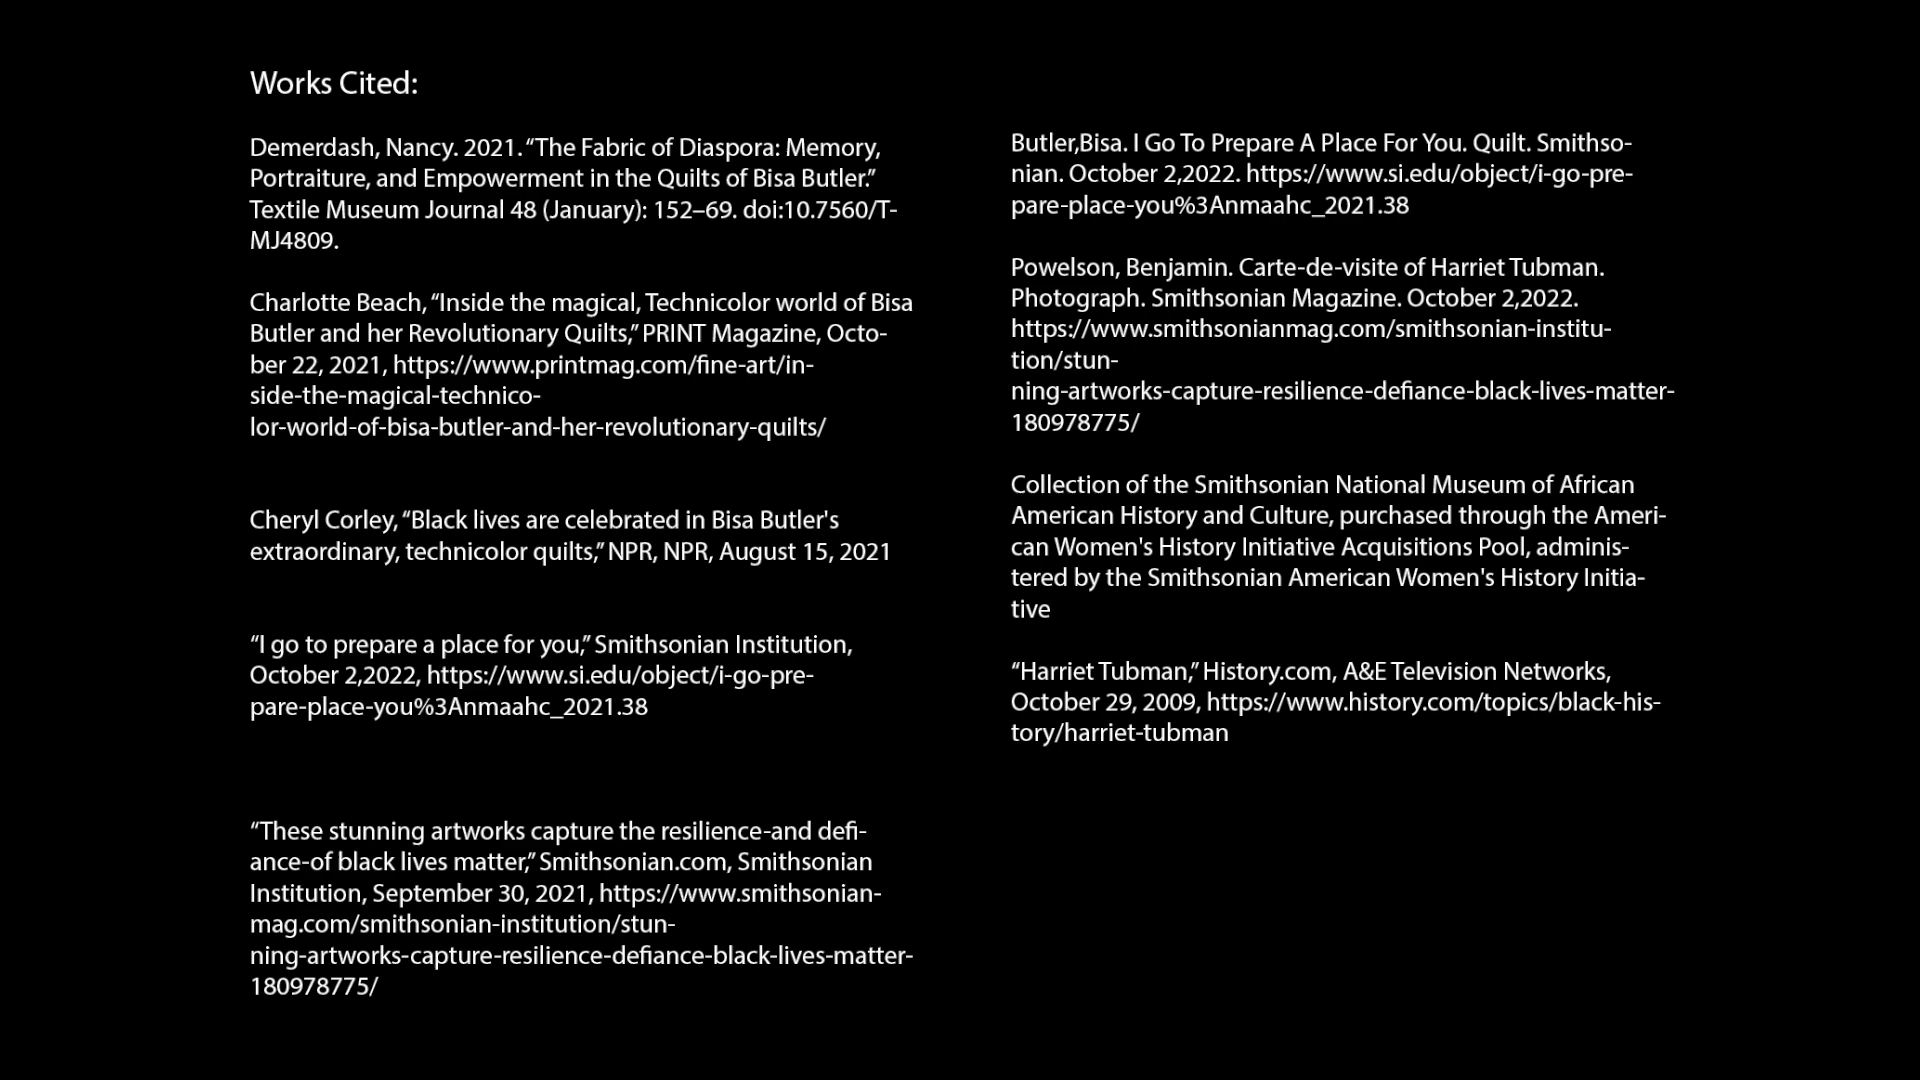 Works Cited:
Demerdash, Nancy. 2021. “The Fabric of Diaspora: Memory,
Portraiture, and Empowerment in the Quilts of Bisa Butler.”
Textile Museum Journal 48 (January): 152–69. doi:10.7560/T-
MJ4809.
Charlotte Beach, “Inside the magical, Technicolor world of Bisa
Butler and her Revolutionary Quilts,” PRINT Magazine, Octo-
ber 22, 2021, https://www.printmag.com/fine-art/in-
side-the-magical-technico-
lor-world-of-bisa-butler-and-her-revolutionary-quilts/
Cheryl Corley, “Black lives are celebrated in Bisa Butler's
extraordinary, technicolor quilts,” NPR, NPR, August 15, 2021
“I go to prepare a place for you,” Smithsonian Institution,
October 2,2022, https://www.si.edu/object/i-go-pre-
pare-place-you%3Anmaahc_2021.38
“These stunning artworks capture the resilience-and defi-
ance-of black lives matter,” Smithsonian.com, Smithsonian
Institution, September 30, 2021, https://www.smithsonian-
mag.com/smithsonian-institution/stun-
ning-artworks-capture-resilience-defiance-black-lives-matter-
180978775/
Butler,Bisa. I Go To Prepare A Place For You. Quilt. Smithso-
nian. October 2,2022. https://www.si.edu/object/i-go-pre-
pare-place-you%3Anmaahc_2021.38
Powelson, Benjamin. Carte-de-visite of Harriet Tubman.
Photograph. Smithsonian Magazine. October 2,2022.
https://www.smithsonianmag.com/smithsonian-institu-
tion/stun-
ning-artworks-capture-resilience-defiance-black-lives-matter-
180978775/
Collection of the Smithsonian National Museum of African
American History and Culture, purchased through the Ameri-
can Women's History Initiative Acquisitions Pool, adminis-
tered by the Smithsonian American Women's History Initia-
tive
“Harriet Tubman,” History.com, A&E Television Networks,
October 29, 2009, https://www.history.com/topics/black-his-
tory/harriet-tubman